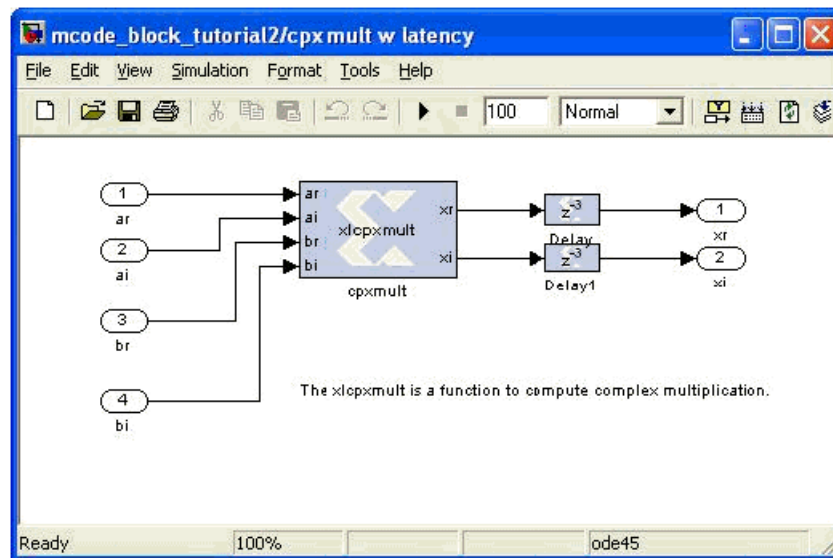 mcode_block_tutorial2/cpx mult w latency
File Edit View Simulation Format Tools Help
100 Normal
1
ar
2
ai
3
br
4
bi
ar
ai
br
bi
xlcpxmult
xr
xi
cpxmult
z-3
Delay
z-3
Delay1
1
xr
2
xi
The xlcpxmult is a function to compute complex multiplication.
Ready 100% ode45